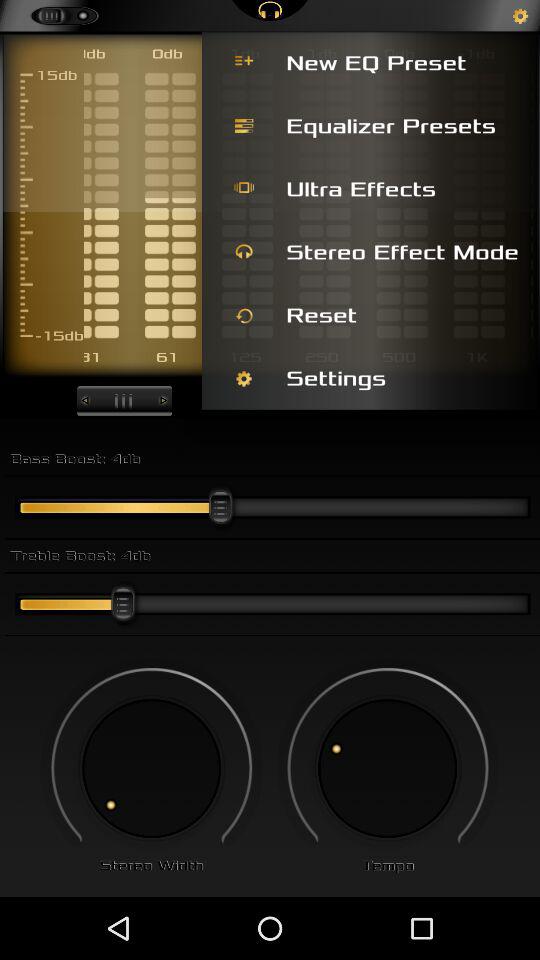 1db 0db
15db
-15db
31 61 125 250 500 1K
New EQ Preset
Equalizer Presets
Ultra Effects
Stereo Effect Mode
Reset
Settings
Bass Boost: 4db
Treble Boost: 4db
Stereo Width Tempo